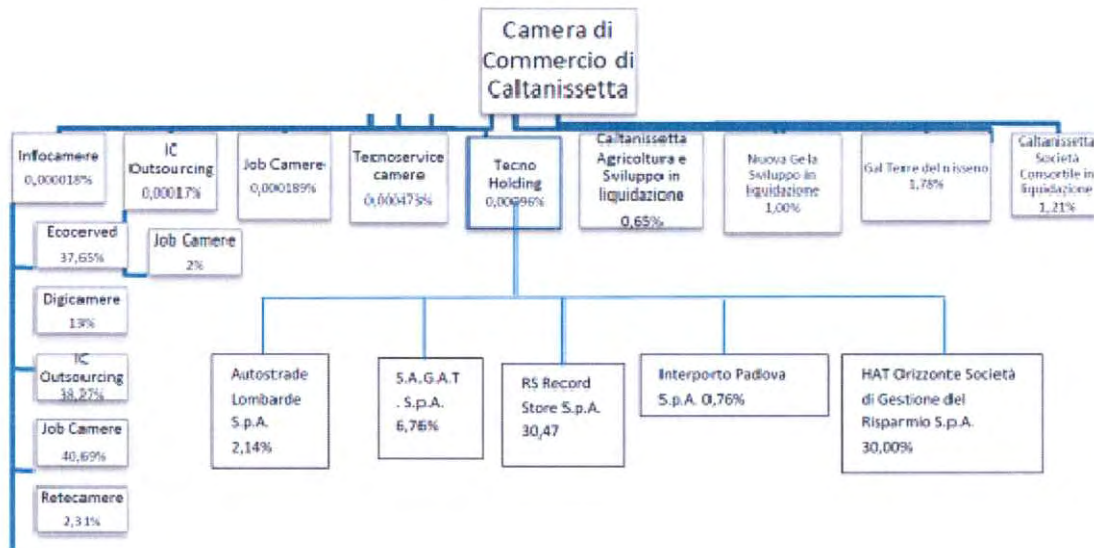 Camera di
Commercio di
Caltanissetta
Infocamere
0,000018%
IC
Outsourcing
0,00017%
Job Camere
0,000189%
Tecnoservice
camere
0,000473%
Tecno
Holding
Caltanissetta
Agricoltura e
Sviluppo in
liquidazione
0,65%
Nuova Gela
Sviluppo in
liquidazione
1,00%
Gal Terre del nisseno
1,78%
Caltanissetta
Società
Consortile in
liquidazione
1,21%
Ecocerved
37,65%
Job Camere
2%
Digicamere
13%
IC
Outsourcing
38,27%
Job Camere
40,69%
Retecamere
2,31%
Autostrade
Lombarde
S.p.A.
2,14%
S.A.G.A.T
. S.p.A.
6,76%
RS Record
Store S.p.A.
30,47
Interporto Padova
S.p.A. 0,76%
HAT Orizzonte Società
di Gestione del
Risparmio S.p.A.
30,00%